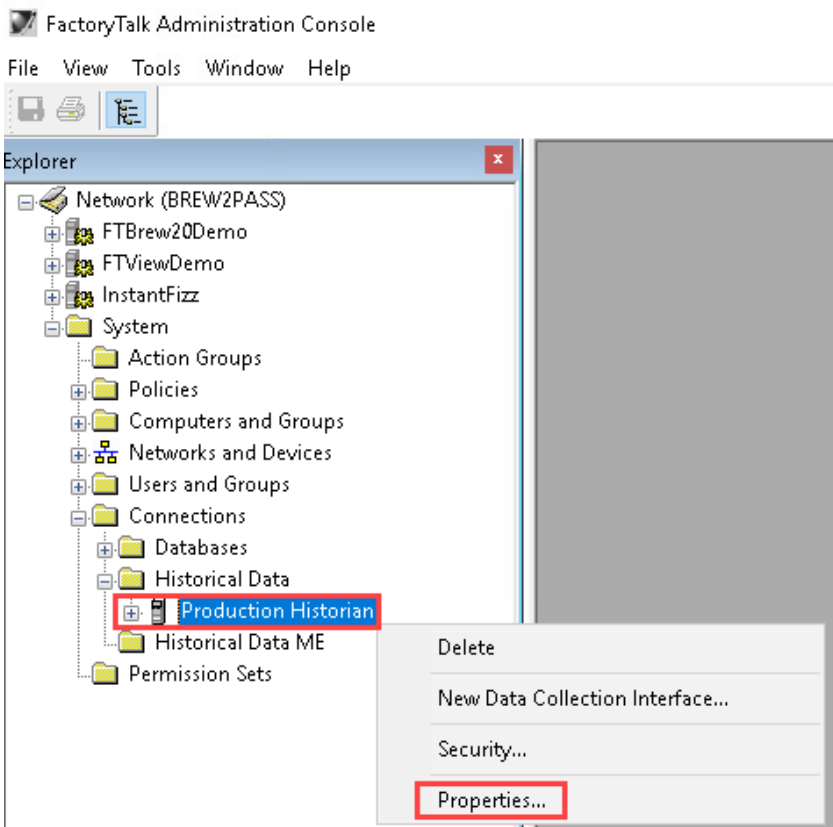 FactoryTalk Administration Console
File View Tools Window Help
Explorer
Network (BREW2PASS)
FTBrew20Demo
FTViewDemo
InstantFizz
System
Action Groups
Policies
Computers and Groups
Networks and Devices
Users and Groups
Connections
Databases
Historical Data
Production Historian
Historical Data ME
Permission Sets
Delete
New Data Collection Interface...
Security...
Properties...